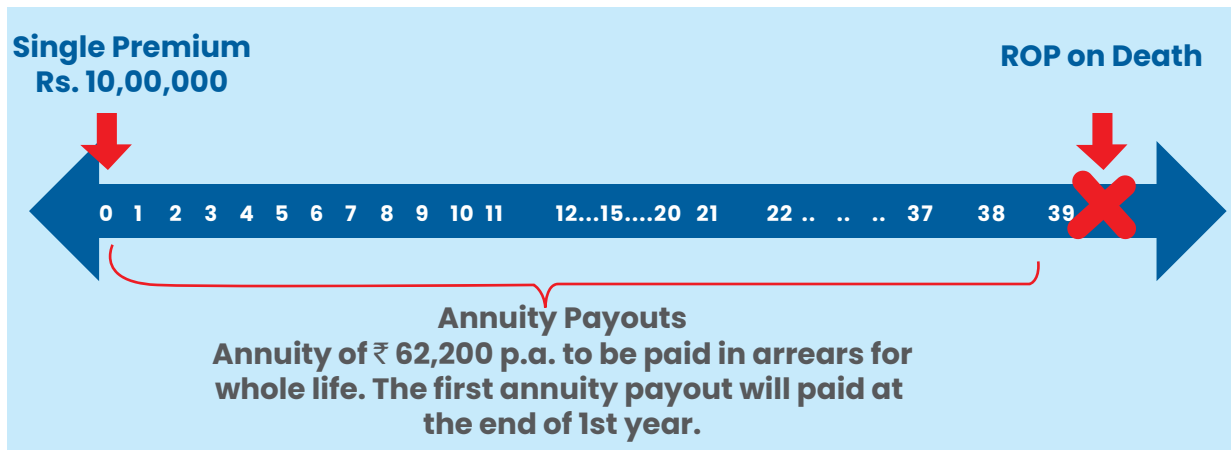 Single Premium
Rs. 10,00,000
ROP on Death
0 1 2 3 4 5 6 7 8 9 10 11 12...15....20 21 22 .. .. .. 37 38 39
Annuity Payouts
Annuity of ₹ 62,200 p.a. to be paid in arrears for
whole life. The first annuity payout will paid at
the end of 1st year.